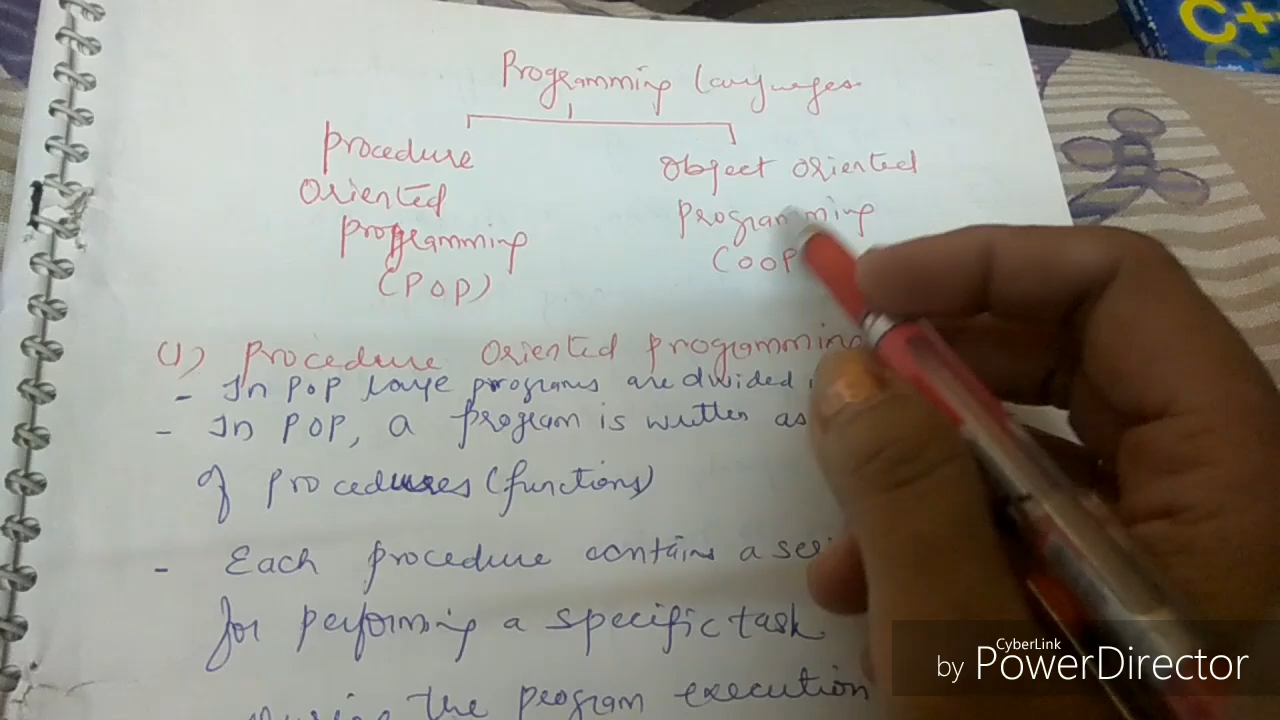 C+
Programming Languages
Procedure
Oriented
Programming
(POP)
Object Oriented
Programming
(OOP
(1) Procedure Oriented programming
- In POP large programs are divided
- In POP, a program is written as
of procedures (functions)
- Each procedure contains a seri
for performing a specific task.
During the program execution
CyberLink
by PowerDirector